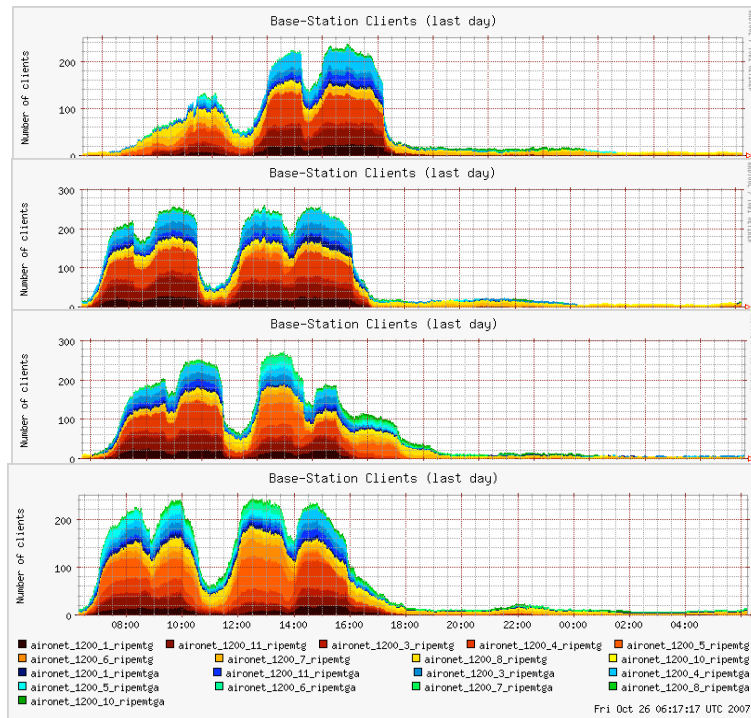 Base-Station Clients (last day)
Number of clients
200
100
0
Base-Station Clients (last day)
Number of clients
300
200
100
0
Base-Station Clients (last day)
Number of clients
300
200
100
0
Base-Station Clients (last day)
Number of clients
200
100
0
08:00 10:00 12:00 14:00 16:00 18:00 20:00 22:00 00:00 02:00 04:00
aironet_1200_1_ripemtg aironet_1200_11_ripemtg aironet_1200_3_ripemtg aironet_1200_4_ripemtg aironet_1200_5_ripemtg
aironet_1200_6_ripemtg aironet_1200_7_ripemtg aironet_1200_8_ripemtg aironet_1200_10_ripemtg
aironet_1200_1_ripemtga aironet_1200_11_ripemtga aironet_1200_3_ripemtga aironet_1200_4_ripemtga
aironet_1200_5_ripemtga aironet_1200_6_ripemtga aironet_1200_7_ripemtga aironet_1200_8_ripemtga
aironet_1200_10_ripemtga
Fri Oct 26 06:17:17 UTC 2007